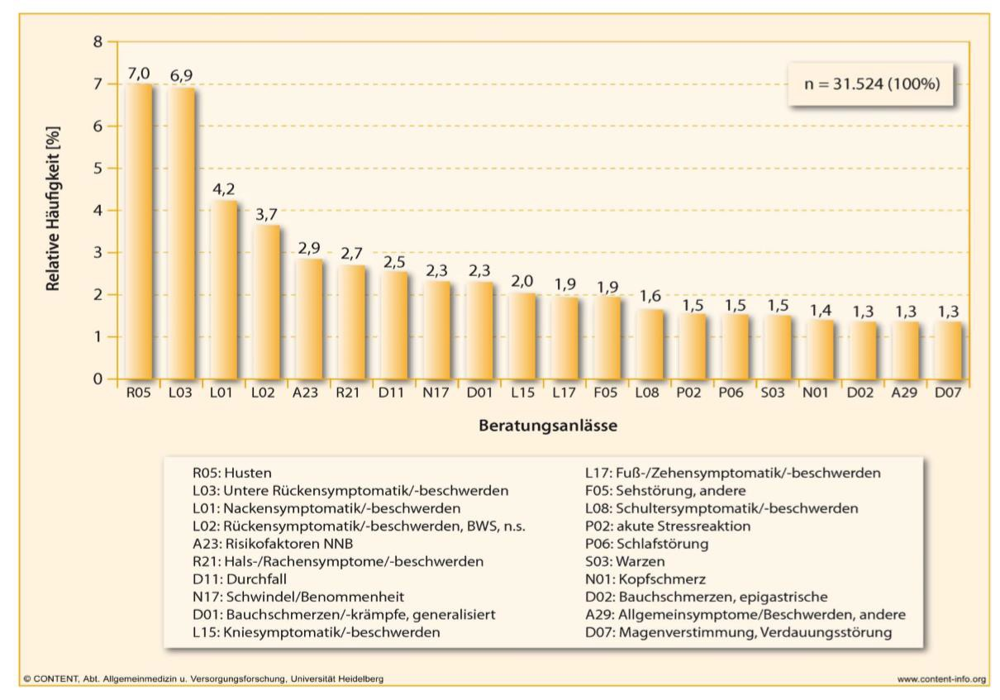 8
7
6
5
4
3
2
1
0
Relative Häufigkeit [%]
n = 31.524 (100%)
7,0 6,9 4,2 3,7 2,9 2,7 2,5 2,3 2,3 2,0 1,9 1,9 1,6 1,5 1,5 1,5 1,4 1,3 1,3 1,3
R05 L03 L01 L02 A23 R21 D11 N17 D01 L15 L17 F05 L08 P02 P06 S03 N01 D02 A29 D07
Beratungsanlässe
R05: Husten
L03: Untere Rückensymptomatik/-beschwerden
L01: Nackensymptomatik/-beschwerden
L02: Rückensymptomatik/-beschwerden, BWS, n.s.
A23: Risikofaktoren NNB
R21: Hals-/Rachensymptome/-beschwerden
D11: Durchfall
N17: Schwindel/Benommenheit
D01: Bauchschmerzen/-krämpfe, generalisiert
L15: Kniesymptomatik/-beschwerden
L17: Fuß-/Zehensymptomatik/-beschwerden
F05: Sehstörung, andere
L08: Schultersymptomatik/-beschwerden
P02: akute Stressreaktion
P06: Schlafstörung
S03: Warzen
N01: Kopfschmerz
D02: Bauchschmerzen, epigastrische
A29: Allgemeinsymptome/Beschwerden, andere
D07: Magenverstimmung, Verdauungsstörung
© CONTENT, Abt. Allgemeinmedizin u. Versorgungsforschung, Universität Heidelberg
www.content-info.org